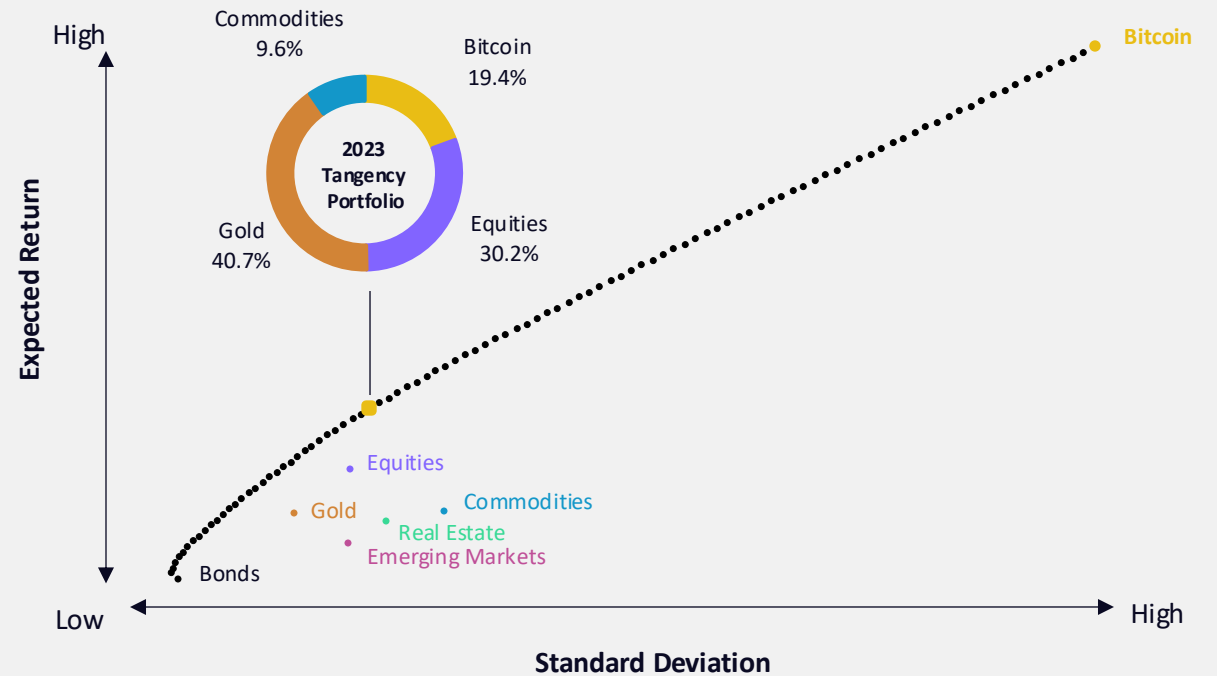 Commodities
9.6%
High
Bitcoin
19.4%
Bitcoin
2023
Tangency
Portfolio
Gold
40.7%
Equities
30.2%
Expected Return
Equities
Commodities
Gold
Real Estate
Emerging Markets
Bonds
Low
High
Standard Deviation